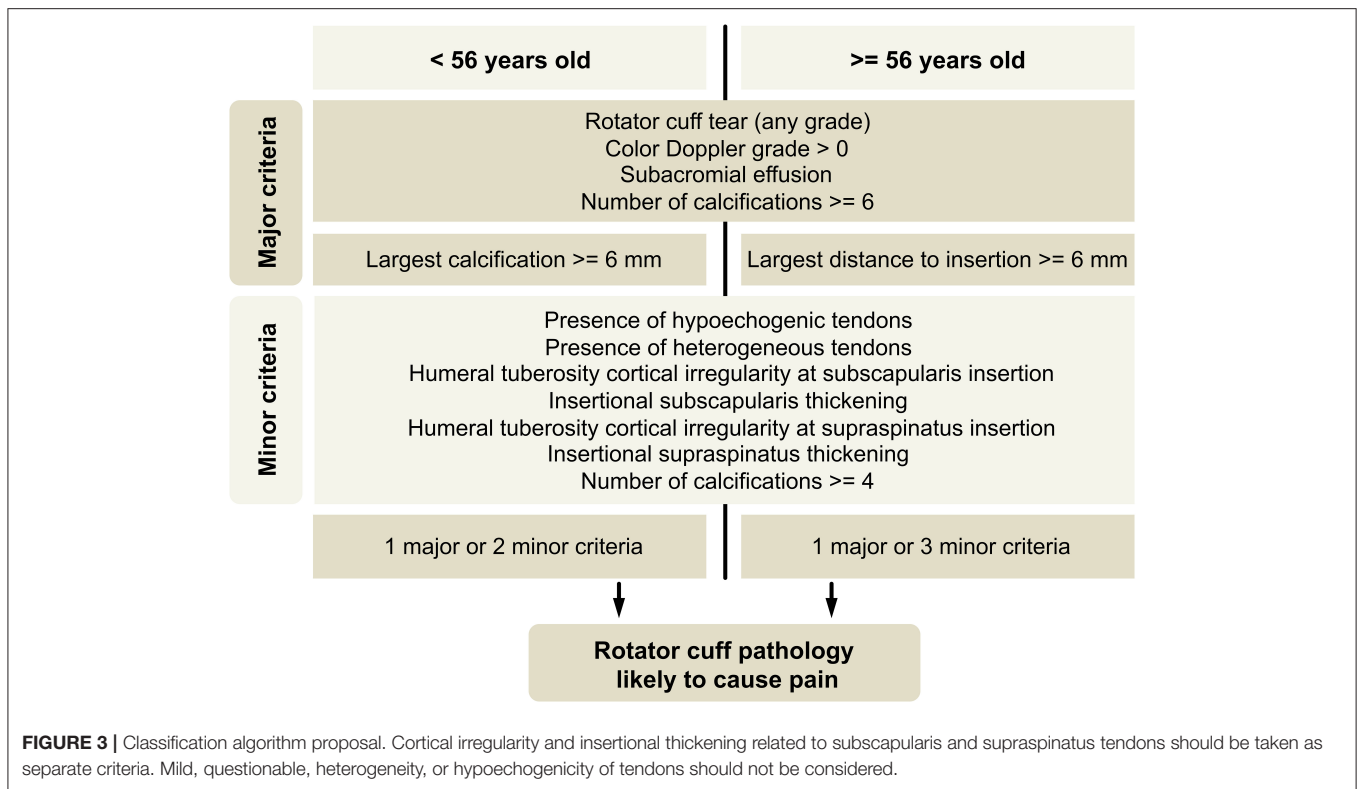 < 56 years old
>= 56 years old
Major criteria
Rotator cuff tear (any grade)
Color Doppler grade > 0
Subacromial effusion
Number of calcifications >= 6
Largest calcification >= 6 mm
Largest distance to insertion >= 6 mm
Minor criteria
Presence of hypoechogenic tendons
Presence of heterogeneous tendons
Humeral tuberosity cortical irregularity at subscapularis insertion
Insertional subscapularis thickening
Humeral tuberosity cortical irregularity at supraspinatus insertion
Insertional supraspinatus thickening
Number of calcifications >= 4
1 major or 2 minor criteria
1 major or 3 minor criteria
Rotator cuff pathology
likely to cause pain
FIGURE 3 | Classification algorithm proposal. Cortical irregularity and insertional thickening related to subscapularis and supraspinatus tendons should be taken as
separate criteria. Mild, questionable, heterogeneity, or hypoechogenicity of tendons should not be considered.